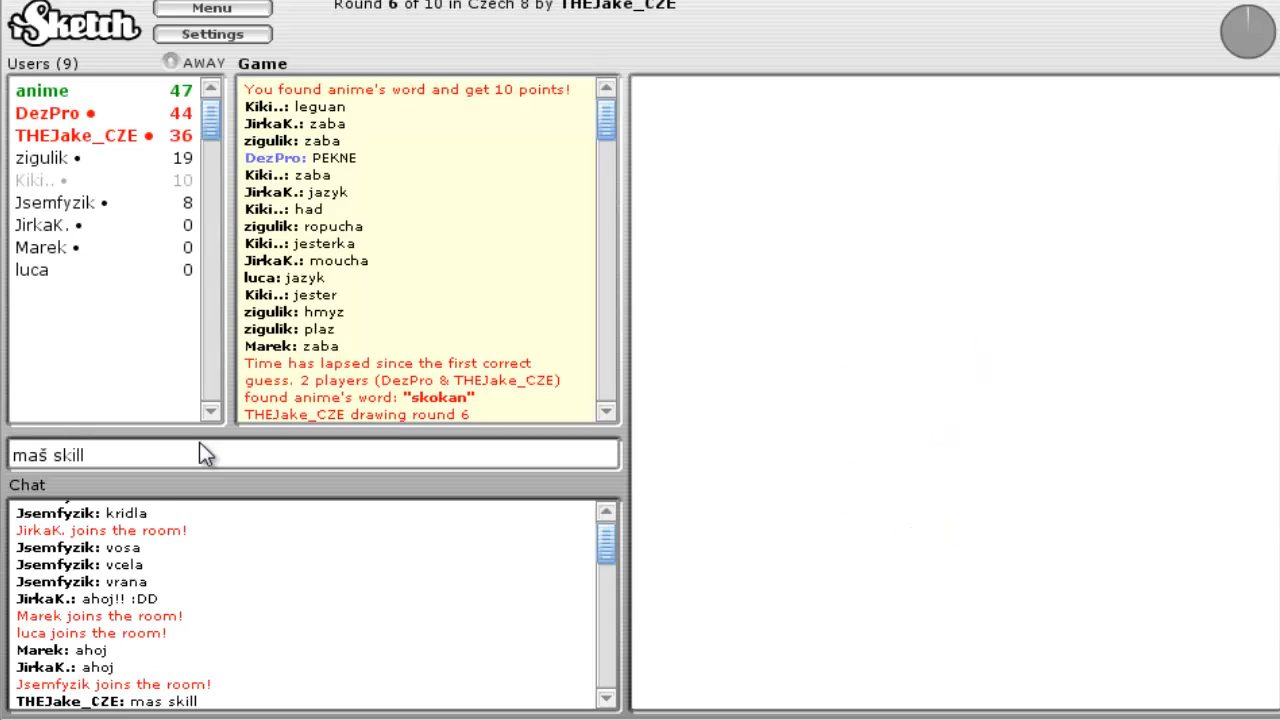 iSketch
Menu
Settings
Round 6 of 10 in Czech 8 by THEJake_CZE
Users (9)
AWAY
anime 47
DezPro • 44
THEJake_CZE • 36
zigulik • 19
Kiki.. • 10
Jsemfyzik • 8
JirkaK. • 0
Marek • 0
luca 0
Game
You found anime's word and get 10 points!
Kiki..: leguan
JirkaK.: zaba
zigulik: zaba
DezPro: PEKNE
Kiki..: zaba
JirkaK.: jazyk
Kiki..: had
zigulik: ropucha
Kiki..: jesterka
JirkaK.: moucha
luca: jazyk
Kiki..: jester
zigulik: hmyz
zigulik: plaz
Marek: zaba
Time has lapsed since the first correct
guess. 2 players (DezPro & THEJake_CZE)
found anime's word: "skokan"
THEJake_CZE drawing round 6
maš skill
Chat
Jsemfyzik: kridla
JirkaK. joins the room!
Jsemfyzik: vosa
Jsemfyzik: vcela
Jsemfyzik: vrana
JirkaK.: ahoj!! :DD
Marek joins the room!
luca joins the room!
Marek: ahoj
JirkaK.: ahoj
Jsemfyzik joins the room!
THEJake_CZE: mas skill